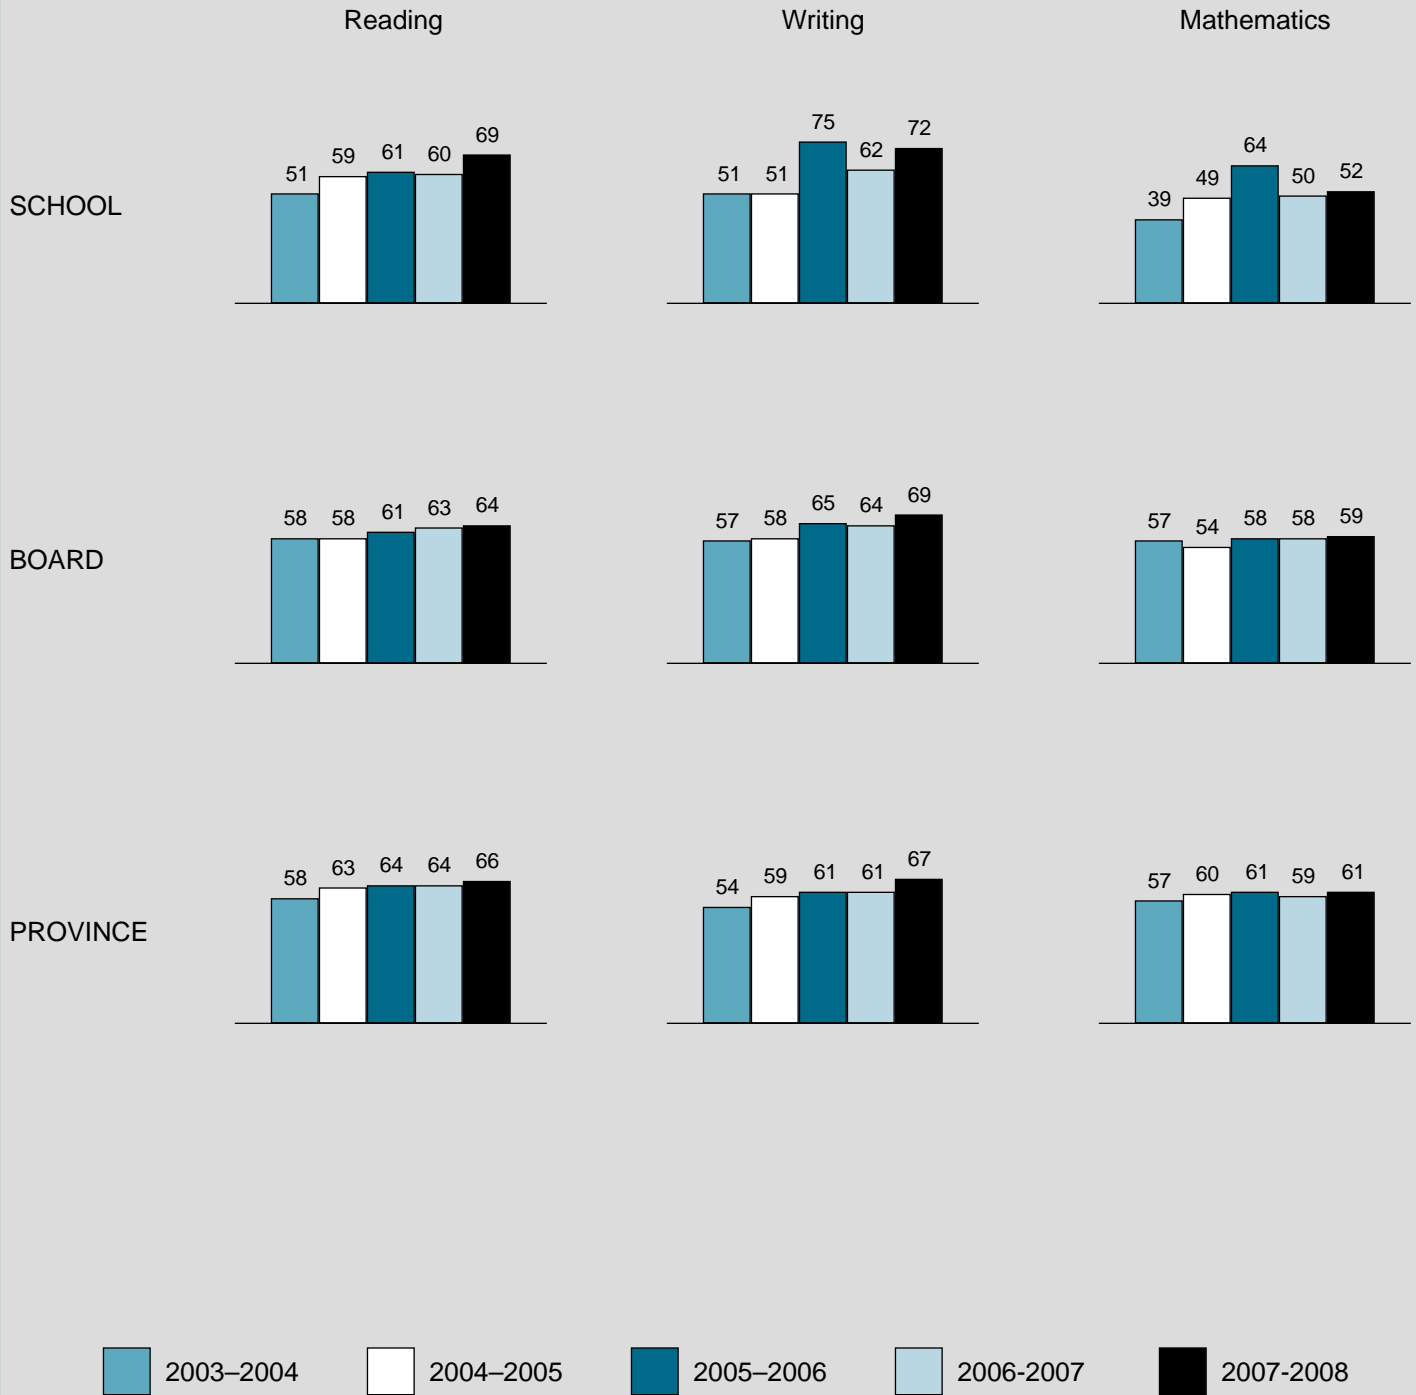 Reading Writing Mathematics
SCHOOL
51 59 61 60 69
51 51 75 62 72
39 49 64 50 52
BOARD
58 58 61 63 64
57 58 65 64 69
57 54 58 58 59
PROVINCE
58 63 64 64 66
54 59 61 61 67
57 60 61 59 61
2003–2004 2004–2005 2005–2006 2006-2007 2007-2008